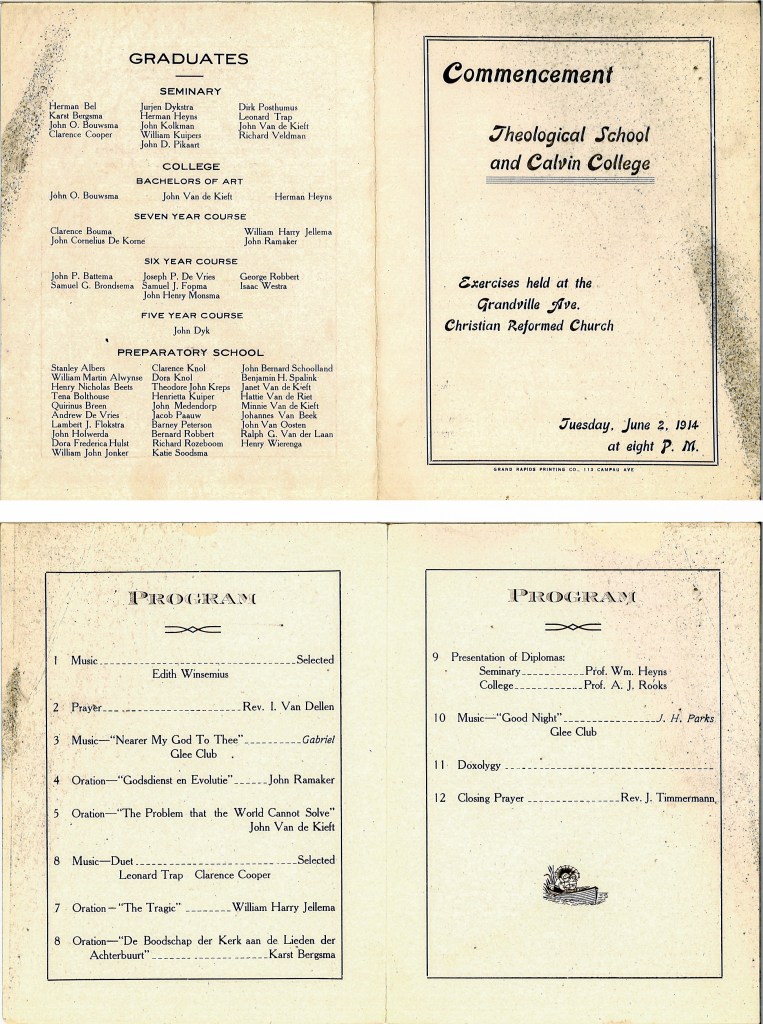 GRADUATES
SEMINARY
Herman Bel
Karst Bergsma
John O. Bouwsma
Clarence Cooper
Jurjen Dykstra
Herman Heyns
John Kolkman
William Kuipers
John D. Pikaart
Dirk Posthumus
Leonard Trap
John Van de Kieft
Richard Veldman
COLLEGE
BACHELORS OF ART
John O. Bouwsma John Van de Kieft Herman Heyns
SEVEN YEAR COURSE
Clarence Bouma William Harry Jellema
John Cornelius De Korne John Ramaker
SIX YEAR COURSE
John P. Battema
Samuel G. Brondsema
Joseph P. De Vries
Samuel J. Fopma
John Henry Monsma
George Robbert
Isaac Westra
FIVE YEAR COURSE
John Dyk
PREPARATORY SCHOOL
Stanley Albers
William Martin Alwynse
Henry Nicholas Beets
Tena Bolthouse
Quirinus Breen
Andrew De Vries
Lambert J. Flokstra
John Holwerda
Dora Frederica Hulst
William John Jonker
Clarence Knol
Dora Knol
Theodore John Kreps
Henrietta Kuiper
John Medendorp
Jacob Paauw
Barney Peterson
Bernard Robbert
Richard Rozeboom
Katie Soodsma
John Bernard Schoolland
Benjamin H. Spalink
Janet Van de Kieft
Hattie Van de Riet
Minnie Van de Kieft
Johannes Van Beek
John Van Oosten
Ralph G. Van der Laan
Henry Wierenga
Commencement
Theological School
and Calvin College
Exercises held at the
Grandville Ave.
Christian Reformed Church
Tuesday, June 2, 1914
at eight P. M.
GRAND RAPIDS PRINTING CO., 113 CAMPAU AVE
PROGRAM
1 Music Selected
Edith Winsemius
2 Prayer Rev. I. Van Dellen
3 Music—"Nearer My God To Thee" Gabriel
Glee Club
4 Oration—"Godsdienst en Evolutie" John Ramaker
5 Oration—"The Problem that the World Cannot Solve"
John Van de Kieft
8 Music—Duet Selected
Leonard Trap Clarence Cooper
7 Oration—"The Tragic" William Harry Jellema
8 Oration—"De Boodschap der Kerk aan de Lieden der
Achterbuurt" Karst Bergsma
PROGRAM
9 Presentation of Diplomas:
Seminary Prof. Wm. Heyns
College Prof. A. J. Rooks
10 Music—"Good Night" J. H. Parks
Glee Club
11 Doxolygy
12 Closing Prayer Rev. J. Timmermann,